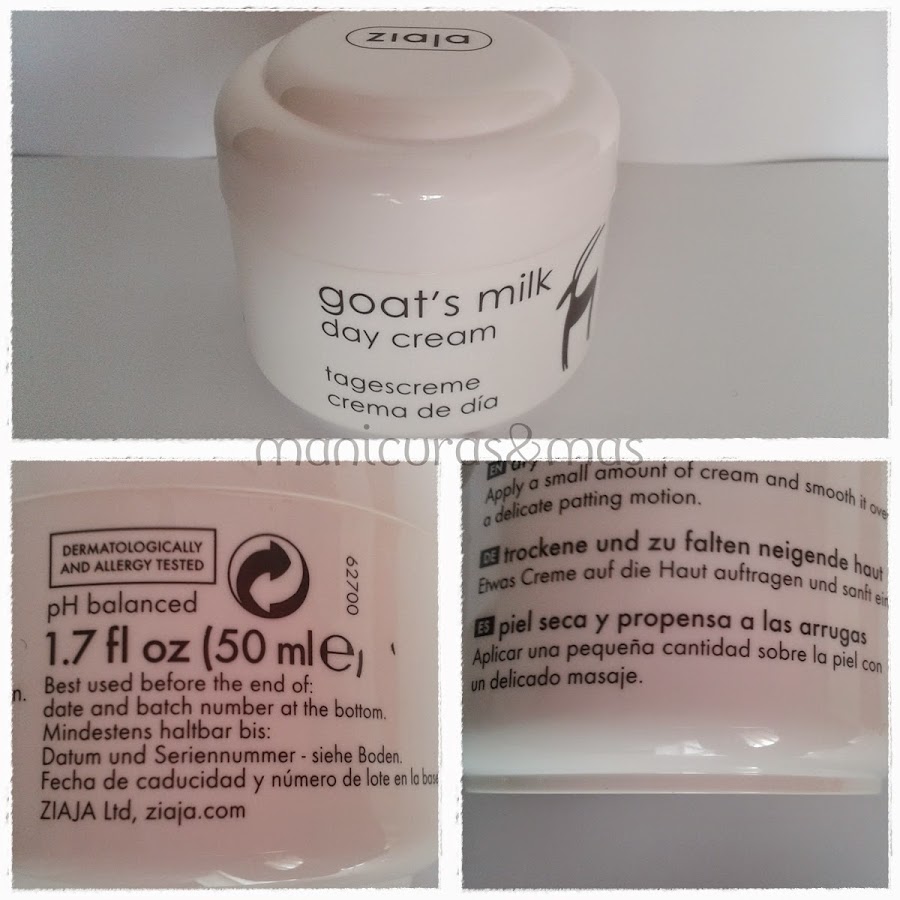 ziaja
goat's milk
day cream
tagescreme
crema de día
manicuras&mas
DERMATOLOGICALLY
AND ALLERGY TESTED
62700
pH balanced
1.7 fl oz (50 ml ℮)
n.
Best used before the end of:
date and batch number at the bottom.
Mindestens haltbar bis:
Datum und Seriennummer - siehe Boden.
Fecha de caducidad y número de lote en la base
ZIAJA Ltd, ziaja.com
EN dry
Apply a small amount of cream and smooth it over
a delicate patting motion.
DE trockene und zu falten neigende haut
Etwas Creme auf die Haut auftragen und sanft ein
ES piel seca y propensa a las arrugas
Aplicar una pequeña cantidad sobre la piel con
un delicado masaje.